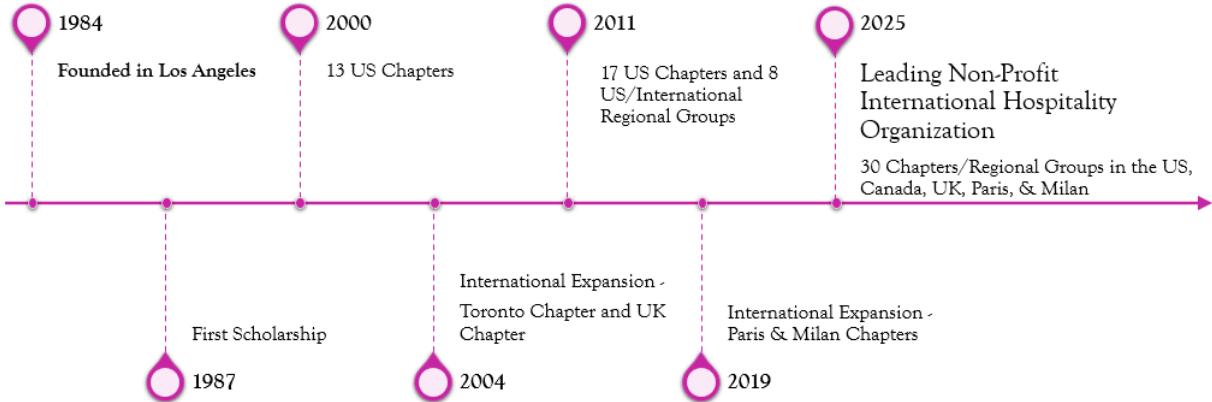 1984
Founded in Los Angeles
2000
13 US Chapters
2011
17 US Chapters and 8
US/International
Regional Groups
2025
Leading Non-Profit
International Hospitality
Organization
30 Chapters/Regional Groups in the US,
Canada, UK, Paris, & Milan
First Scholarship
1987
International Expansion -
Toronto Chapter and UK
Chapter
2004
International Expansion -
Paris & Milan Chapters
2019